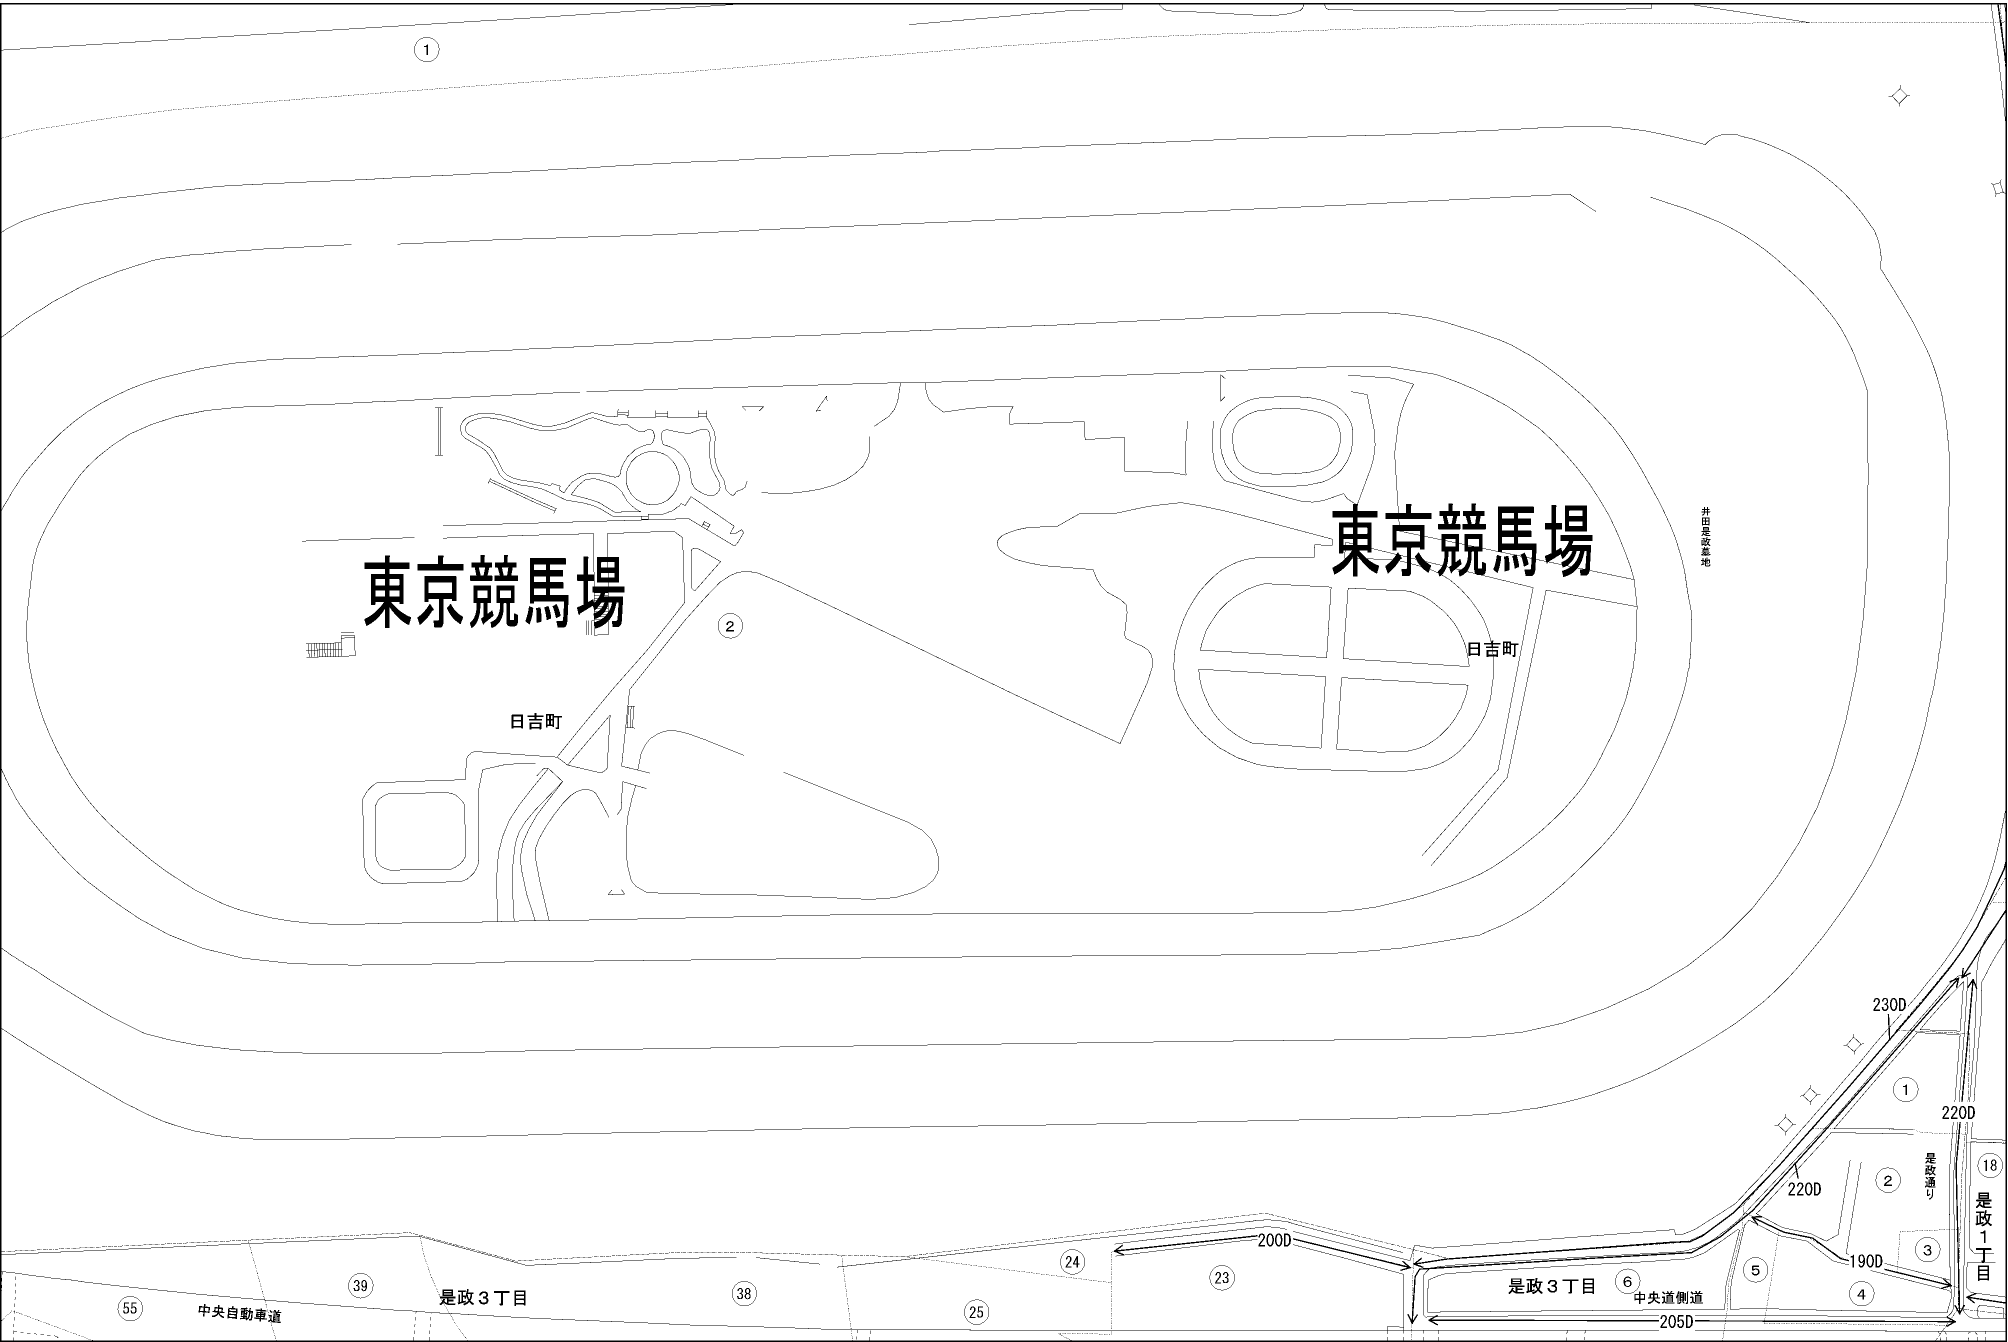 ①
東京競馬場
井田是政墓地
東京競馬場
②
日吉町
日吉町
230D
①
220D
是政通り
②
18
220D
是政1丁目
200D
③
24
190D
39
23
⑤
⑥
是政3丁目
38
④
是政3丁目
中央道側道
55
中央自動車道
25
205D